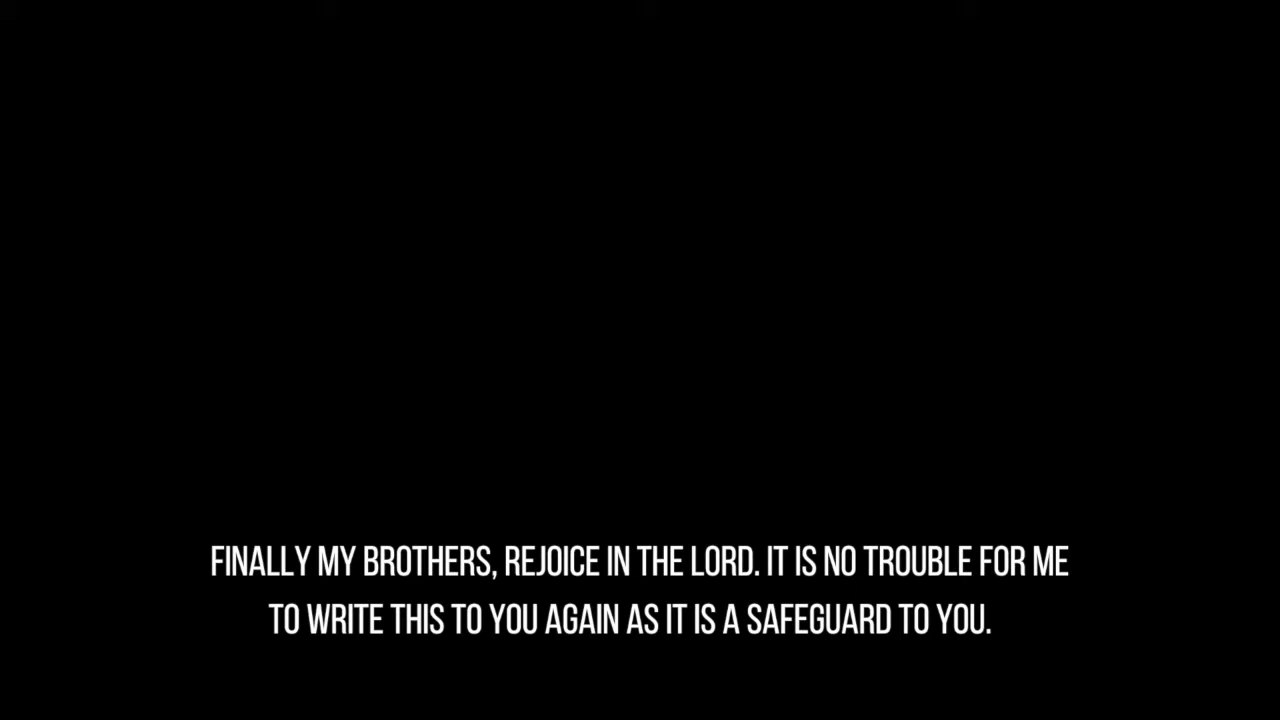 FINALLY MY BROTHERS, REJOICE IN THE LORD. IT IS NO TROUBLE FOR ME
TO WRITE THIS TO YOU AGAIN AS IT IS A SAFEGUARD TO YOU.